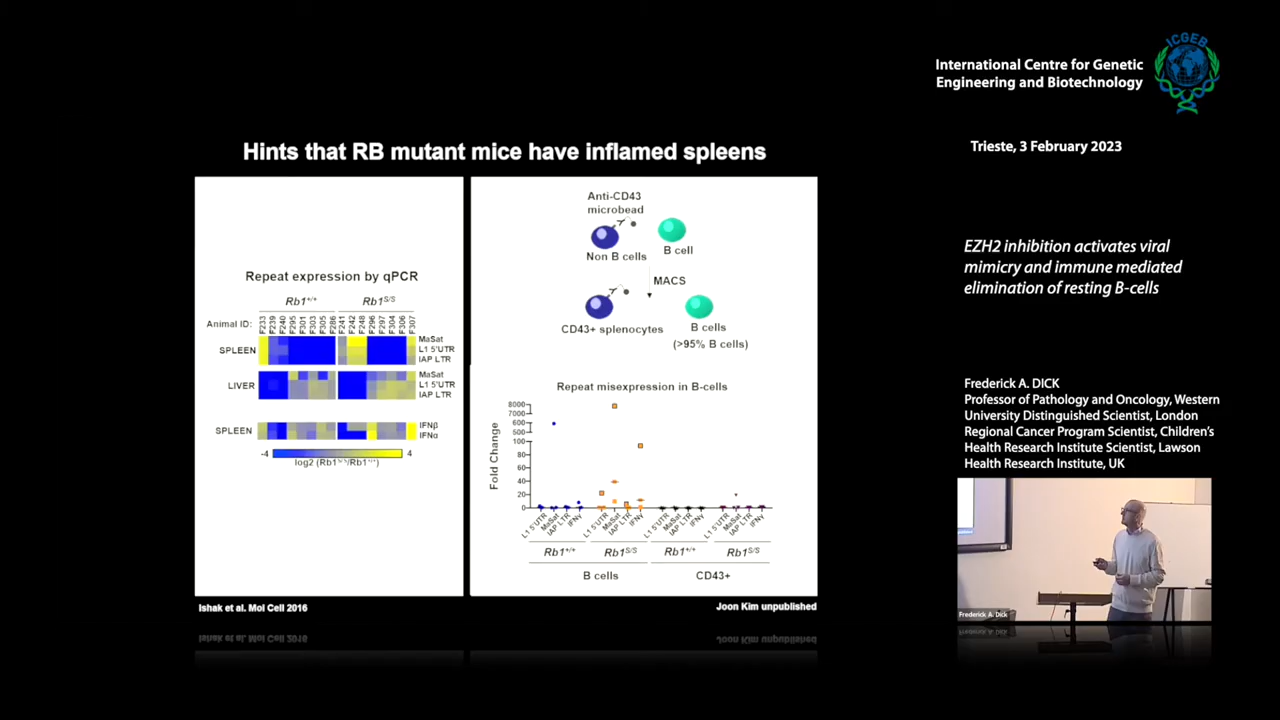 International Centre for Genetic
Engineering and Biotechnology
ICGEB
Trieste, 3 February 2023
Hints that RB mutant mice have inflamed spleens
Repeat expression by qPCR
Rb1+/+
Rb1S/S
Animal ID:
F233 F239 F240 F295 F301 F303 F305 F286 F241 F242 F248 F296 F297 F304 F306 F307
SPLEEN
MaSat
L1 5'UTR
IAP LTR
LIVER
MaSat
L1 5'UTR
IAP LTR
SPLEEN
IFNβ
IFNα
-4
4
log2 (Rb1S/S/Rb1+/+)
Ishak et al. Mol Cell 2016
Anti-CD43
microbead
Non B cells
B cell
MACS
CD43+ splenocytes
B cells
(>95% B cells)
Repeat misexpression in B-cells
Fold Change
8000
7000
600
500
100
80
60
40
20
0
L1 5'UTR MaSat IAP LTR IFNγ L1 5'UTR MaSat IAP LTR IFNγ L1 5'UTR MaSat IAP LTR IFNγ L1 5'UTR MaSat IAP LTR IFNγ
Rb1+/+ Rb1S/S Rb1+/+ Rb1S/S
B cells CD43+
Joon Kim unpublished
EZH2 inhibition activates viral
mimicry and immune mediated
elimination of resting B-cells
Frederick A. DICK
Professor of Pathology and Oncology, Western
University Distinguished Scientist, London
Regional Cancer Program Scientist, Children's
Health Research Institute Scientist, Lawson
Health Research Institute, UK
Frederick A. Dick